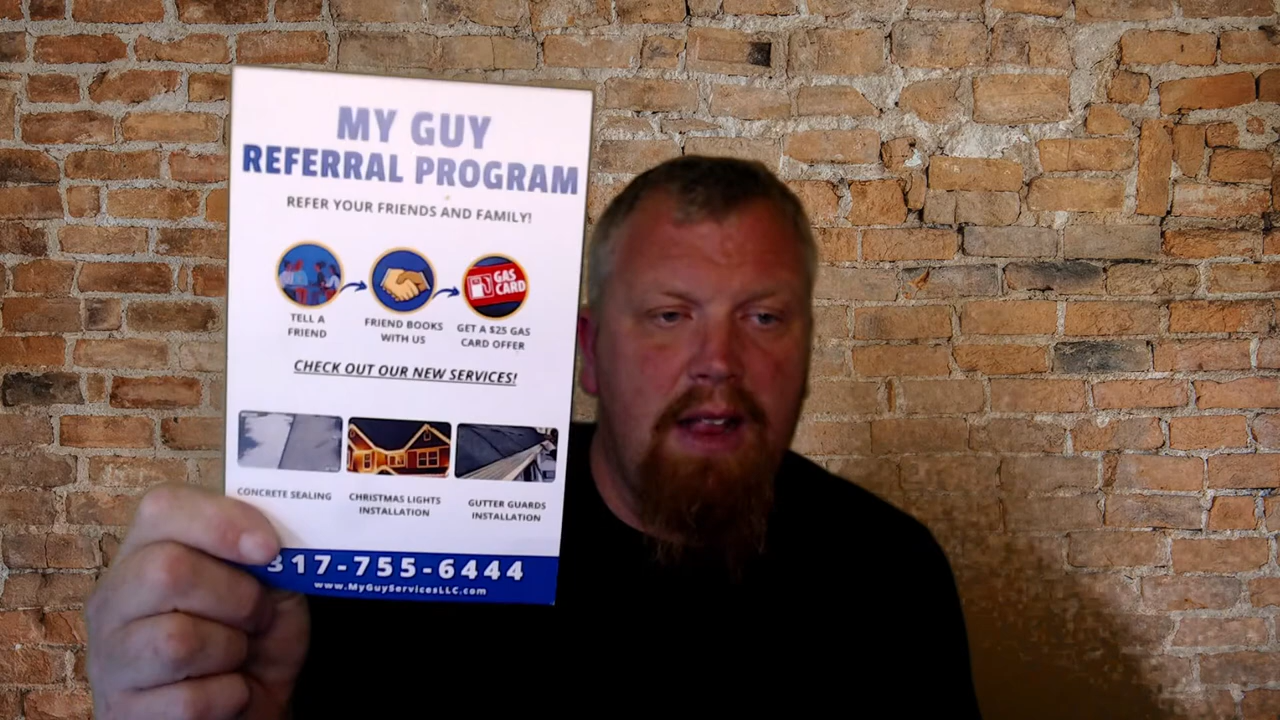 MY GUY
REFERRAL PROGRAM
REFER YOUR FRIENDS AND FAMILY!
GAS
CARD
TELL A
FRIEND
FRIEND BOOKS
WITH US
GET A $25 GAS
CARD OFFER
CHECK OUT OUR NEW SERVICES!
CONCRETE SEALING
CHRISTMAS LIGHTS
INSTALLATION
GUTTER GUARDS
INSTALLATION
317-755-6444
www.MyGuyServicesLLC.com